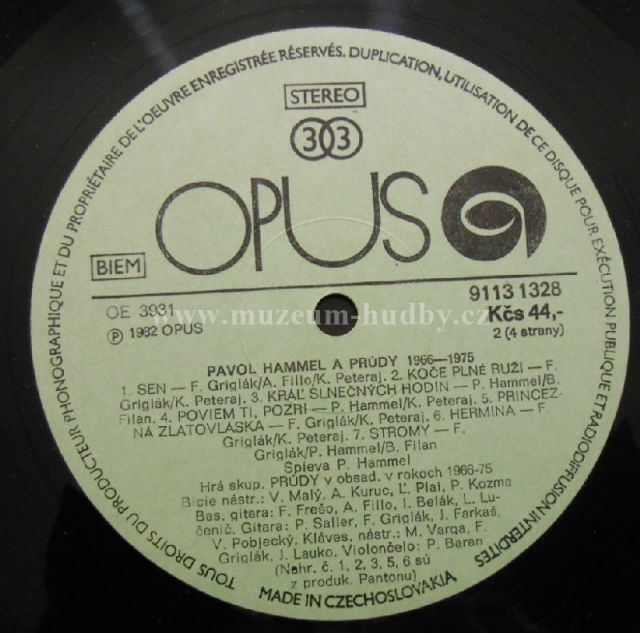 TOUS DROITS DU PRODUCTEUR PHONOGRAPHIQUE ET DU PROPRIÉTAIRE DE L'OEUVRE ENREGISTRÉE RÉSERVÉS. DUPLICATION, UTILISATION DE CE DISQUE POUR EXÉCUTION PUBLIQUE ET RADIODIFFUSION INTERDITES
STEREO
33
OPUS
BIEM
OE 3931
℗ 1982 OPUS
9113 1328
Kčs 44,-
2 (4 strany)
www.muzeum-hudby.cz
PAVOL HAMMEL A PRÚDY 1966—1975
1. SEN — F. Griglák/A. Fillo/K. Peteraj. 2. KOČE PLNÉ RUŽÍ — F.
Griglák/K. Peteraj. 3. KRÁĽ SLNEČNÝCH HODÍN — P. Hammel/B.
Filan. 4. POVIEM TI, POZRI — P. Hammel/K. Peteraj. 5. PRINCEZ-
NÁ ZLATOVLÁSKA — F. Griglák/K. Peteraj. 6. HERMÍNA — F.
Griglák/K. Peteraj. 7. STROMY — F.
Griglák/P. Hammel/B. Filan
Spieva P. Hammel
Hrá skup. PRÚDY v obsad. v rokoch 1966-75
Bicie nástr.: V. Malý, A. Kuruc, Ľ. Plai, P. Kozma
Bas. gitara: F. Frešo, A. Fillo, I. Belák, L. Lu-
čenič. Gitara: P. Saller, F. Griglák, J. Farkaš,
V. Pobjecký. Kláves. nástr.: M. Varga, F.
Griglák, J. Lauko. Violončelo: P. Baran
(Nahr. č. 1, 2, 3, 5, 6 sú
z produk. Pantonu)
MADE IN CZECHOSLOVAKIA